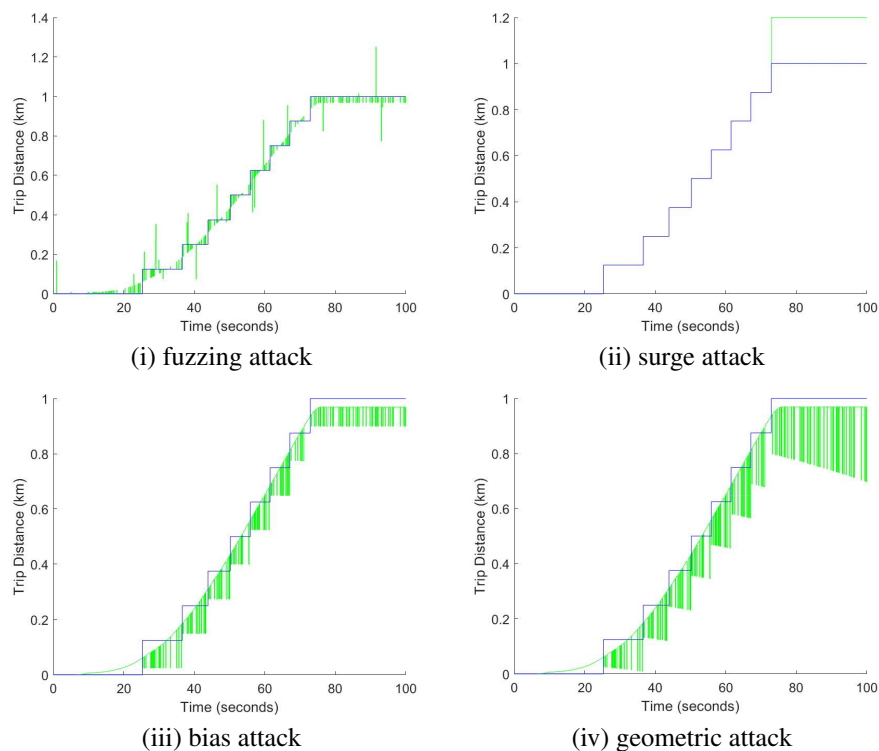 1.4
1.2
1
0.8
0.6
0.4
0.2
0
Trip Distance (km)
0 20 40 60 80 100
Time (seconds)
(i) fuzzing attack
1.2
1
0.8
0.6
0.4
0.2
0
Trip Distance (km)
0 20 40 60 80 100
Time (seconds)
(ii) surge attack
1
0.8
0.6
0.4
0.2
0
Trip Distance (km)
0 20 40 60 80 100
Time (seconds)
(iii) bias attack
1
0.8
0.6
0.4
0.2
0
Trip Distance (km)
0 20 40 60 80 100
Time (seconds)
(iv) geometric attack